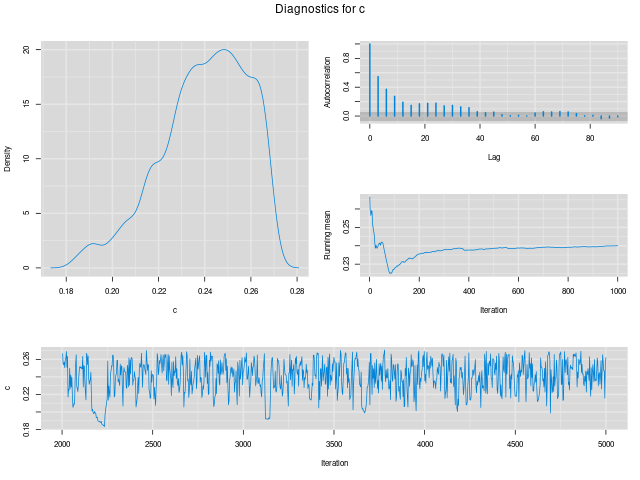 Diagnostics for c
Density
20
15
10
5
0
0.18 0.20 0.22 0.24 0.26 0.28
c
Autocorrelation
0.8
0.4
0.0
0 20 40 60 80
Lag
Running mean
0.25
0.23
0 200 400 600 800 1000
Iteration
c
0.26
0.22
0.18
2000 2500 3000 3500 4000 4500 5000
Iteration